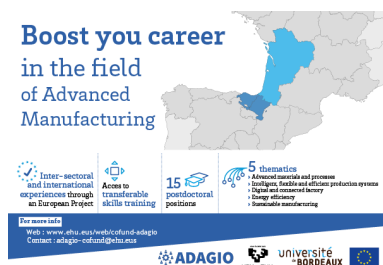 Boost you career
in the field
of Advanced
Manufacturing
Inter-sectoral
and international
experiences through
an European Project
Acces to
transferable
skills training
15
postdoctoral
positions
5 thematics
› Advanced materials and processes
› Intelligent, flexible and efficient production systems
› Digital and connected factory
› Energy efficiency
› Sustainable manufacturing
For more info
Web : www.ehu.eus/web/cofund-adagio
Contact : adagio-cofund@ehu.eus
ADAGIO
université
de BORDEAUX